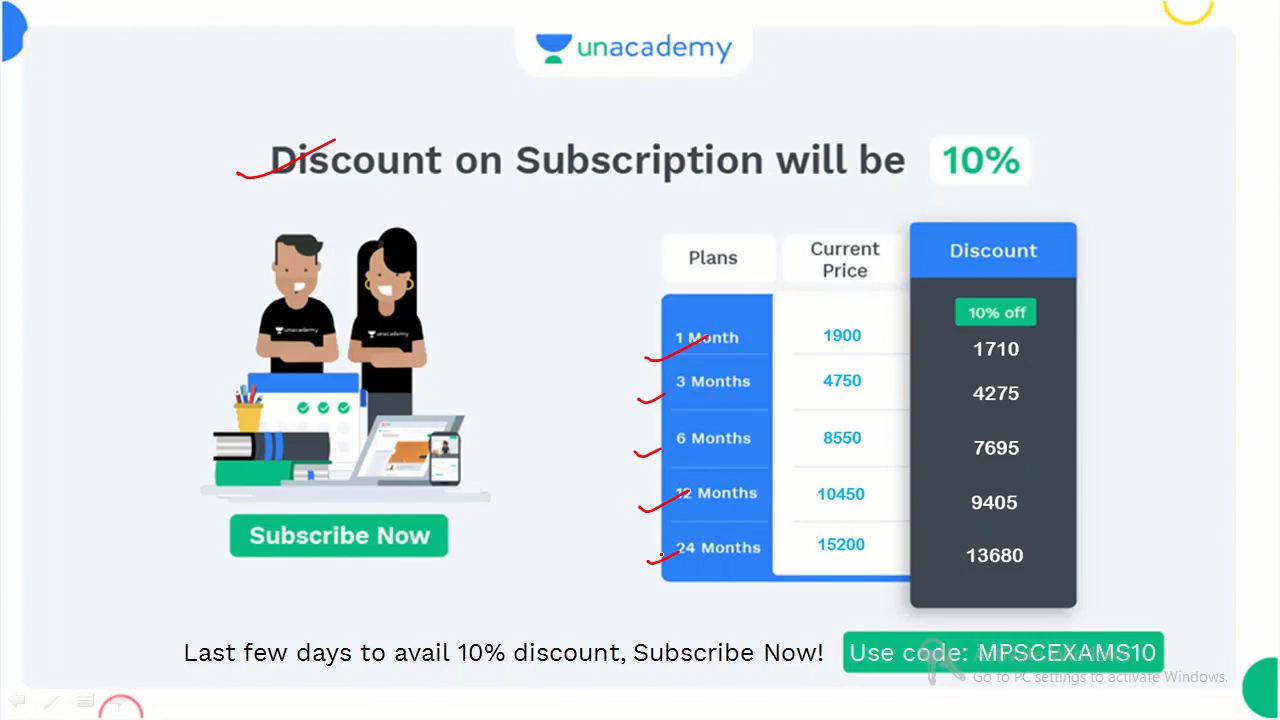 unacademy
Discount on Subscription will be 10%
Plans
Current
Price
Discount
10% off
1 Month 1900 1710
3 Months 4750 4275
6 Months 8550 7695
12 Months 10450 9405
24 Months 15200 13680
unacademy
unacademy
Subscribe Now
Last few days to avail 10% discount, Subscribe Now! Use code: MPSCEXAMS10
Go to PC settings to activate Windows.